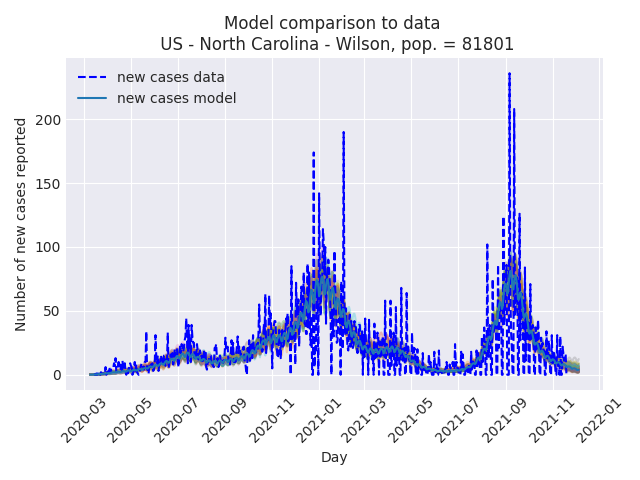 Model comparison to data
US - North Carolina - Wilson, pop. = 81801
new cases data
new cases model
Number of new cases reported
200
150
100
50
0
2020-03
2020-05
2020-07
2020-09
2020-11
2021-01
2021-03
2021-05
2021-07
2021-09
2021-11
2022-01
Day